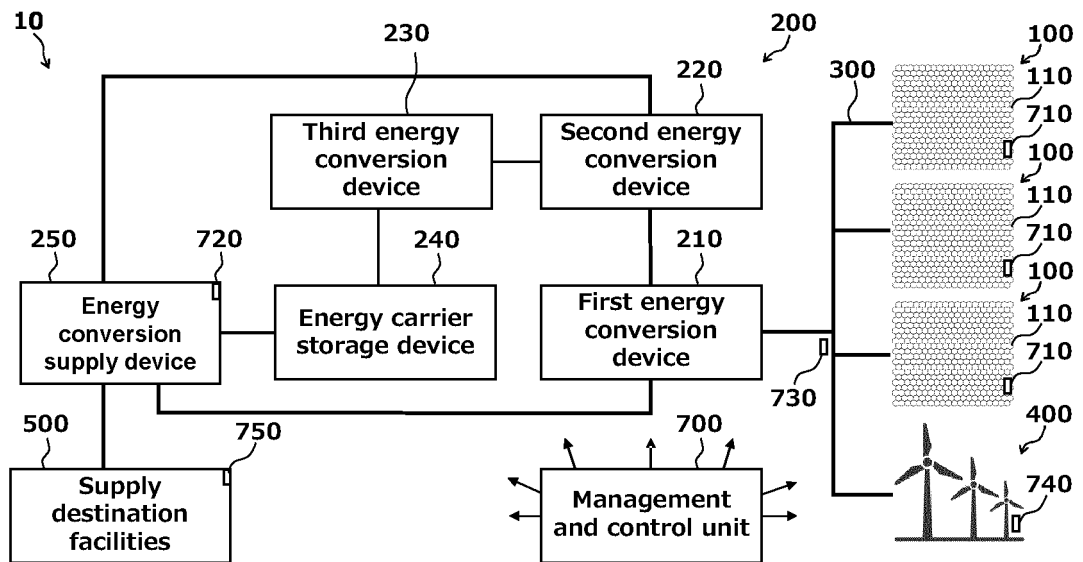 10
230
200
100
220
300
110
Third energy
conversion
device
Second energy
conversion
device
710
100
110
250
720
240
210
710
100
Energy
conversion
supply device
Energy carrier
storage device
First energy
conversion
device
110
710
730
500
750
700
400
Supply
destination
facilities
Management
and control unit
740